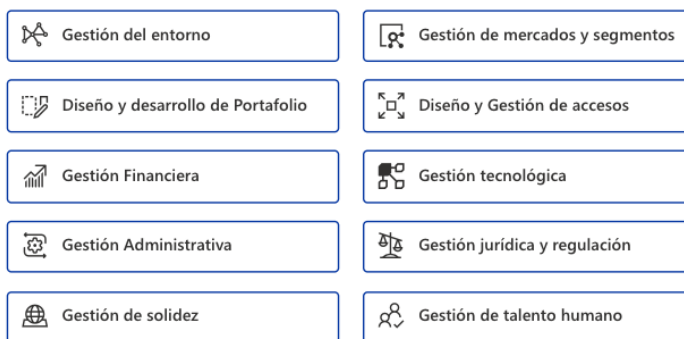 Gestión del entorno
Gestión de mercados y segmentos
Diseño y desarrollo de Portafolio
Diseño y Gestión de accesos
Gestión Financiera
Gestión tecnológica
Gestión Administrativa
Gestión jurídica y regulación
Gestión de solidez
Gestión de talento humano